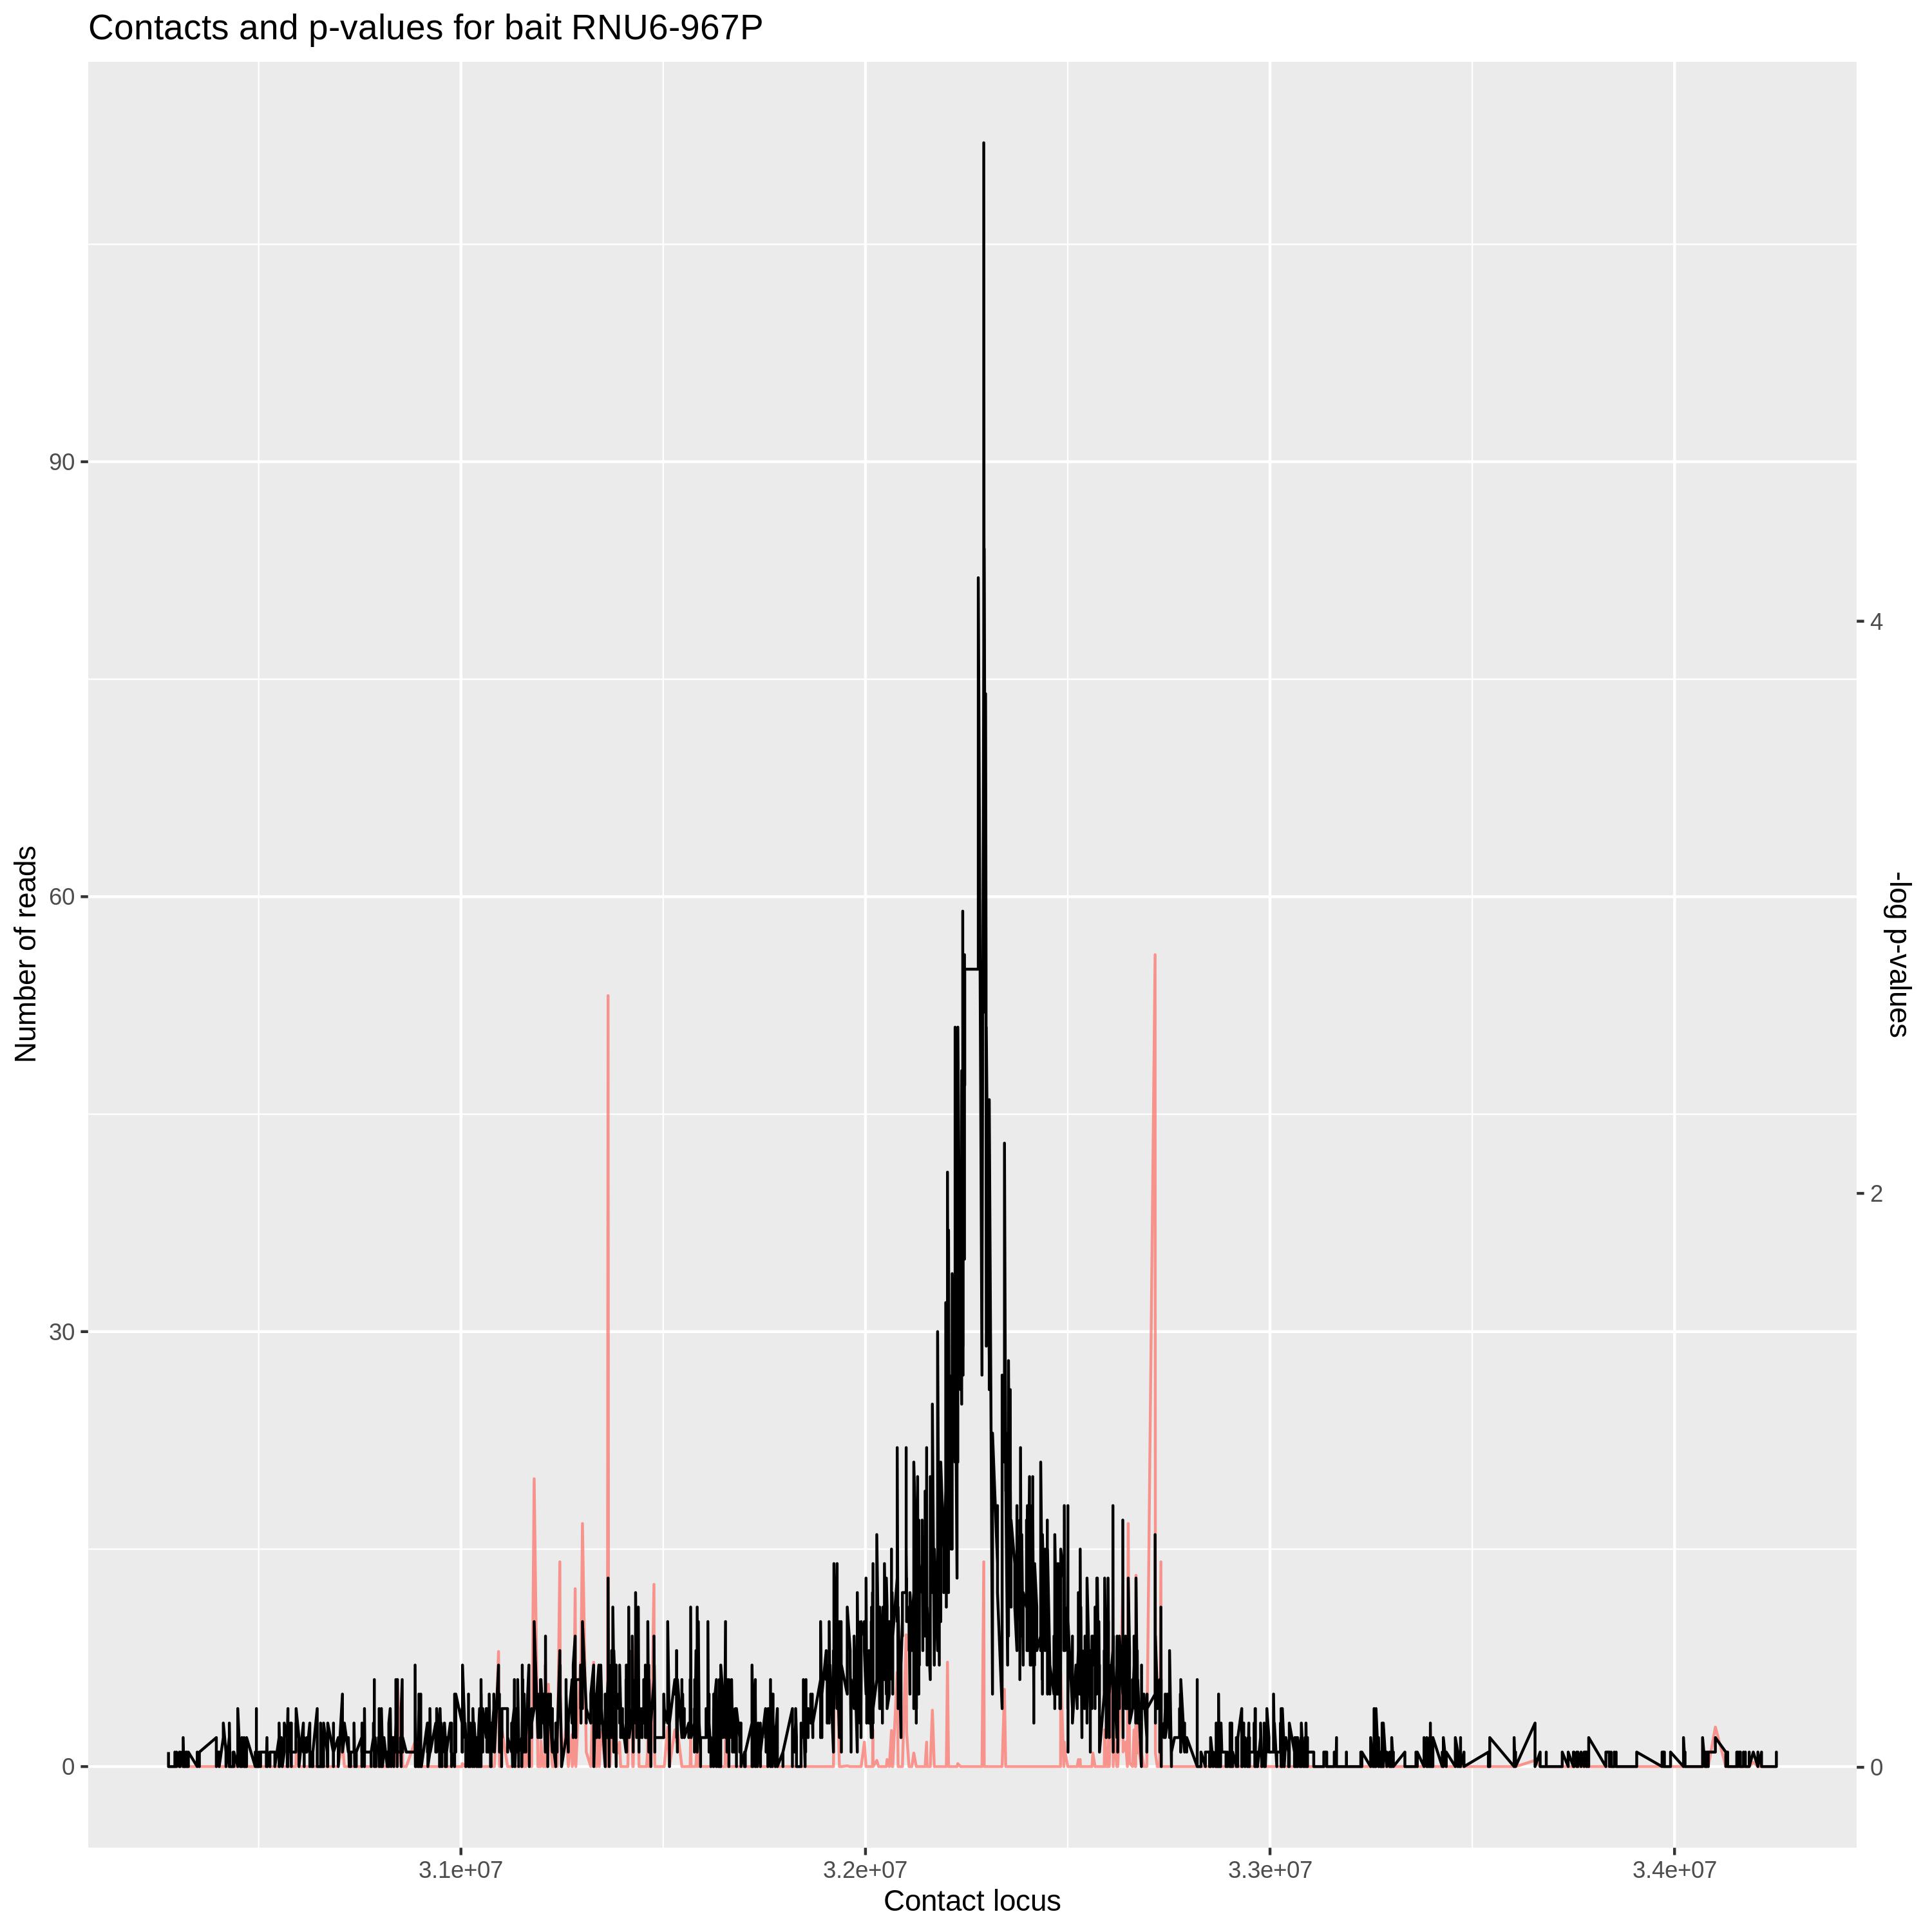 Contacts and p-values for bait RNU6-967P
90
60
30
0
Number of reads
4
2
0
-log p-values
3.1e+07
3.2e+07
3.3e+07
3.4e+07
Contact locus